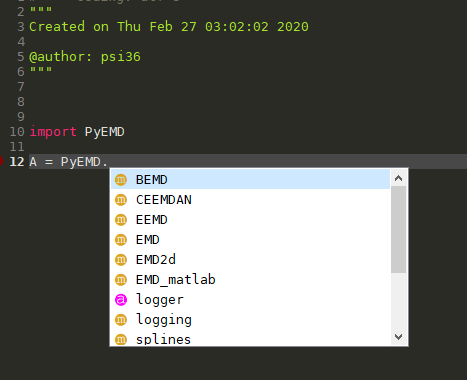 2 """
3 Created on Thu Feb 27 03:02:02 2020
4
5 @author: psi36
6 """
7
8
9
10 import PyEMD
11
12 A = PyEMD.
m BEMD
m CEEMDAN
m EEMD
m EMD
m EMD2d
m EMD_matlab
a logger
m logging
m splines